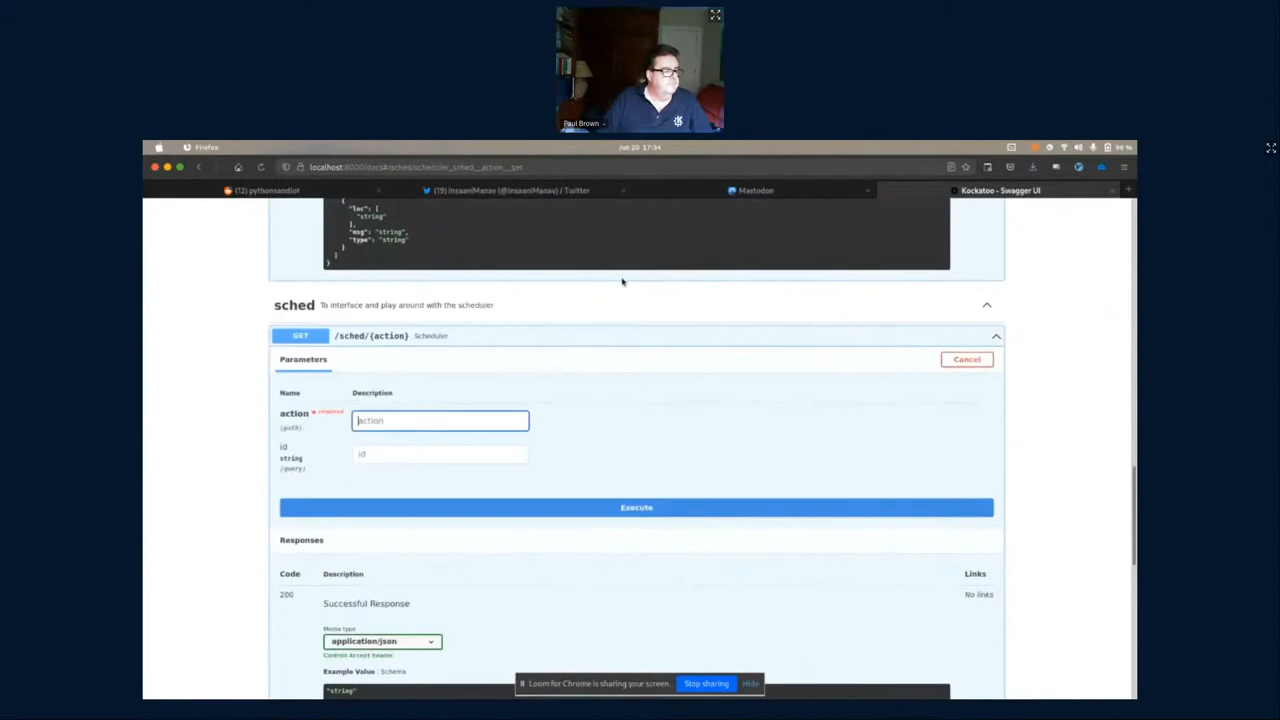 Paul Brown
Firefox
Jun 20 17:34
98 %
localhost:8000/docs#/sched/scheduler_sched__action__get
(12) pythonsandlot
(19) InsaaniManav (@InsaaniManav) / Twitter
Mastodon
Kockatoo - Swagger UI
{
"loc": [
"string"
],
"msg": "string",
"type": "string"
}
]
}
sched To interface and play around with the scheduler
GET /sched/{action} Scheduler
Parameters
Cancel
Name Description
action * required
(path)
action
id
string
(query)
id
Execute
Responses
Code Description Links
200 Successful Response No links
Media type
application/json
Controls Accept header.
Example Value | Schema
"string"
Loom for Chrome is sharing your screen. Stop sharing Hide